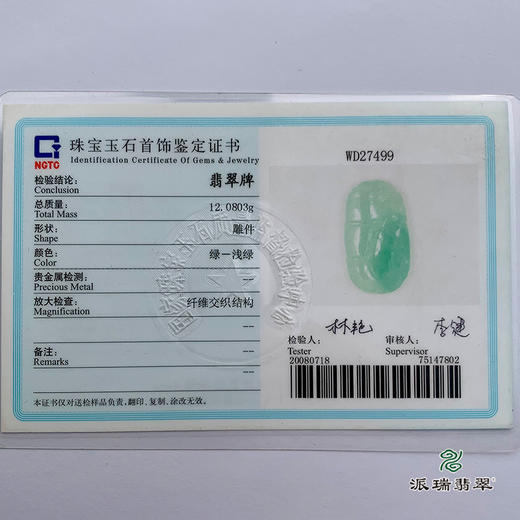 NGTC
珠宝玉石首饰鉴定证书
Identification Certificate Of Gems & Jewelry
检验结论: 翡翠牌
Conclusion
总质量: 12.0803g
Total Mass
形状: 雕件
Shape
颜色: 绿一浅绿
Color
贵金属检测: --
Precious Metal
放大检查: 纤维交织结构
Magnification
--
备注: --
Remarks
本证书仅对送检样品负责,翻印、复制、涂改无效。
WD27499
林艳 李健
检验人: 审核人:
Tester Supervisor
20080718 75147802
派瑞翡翠